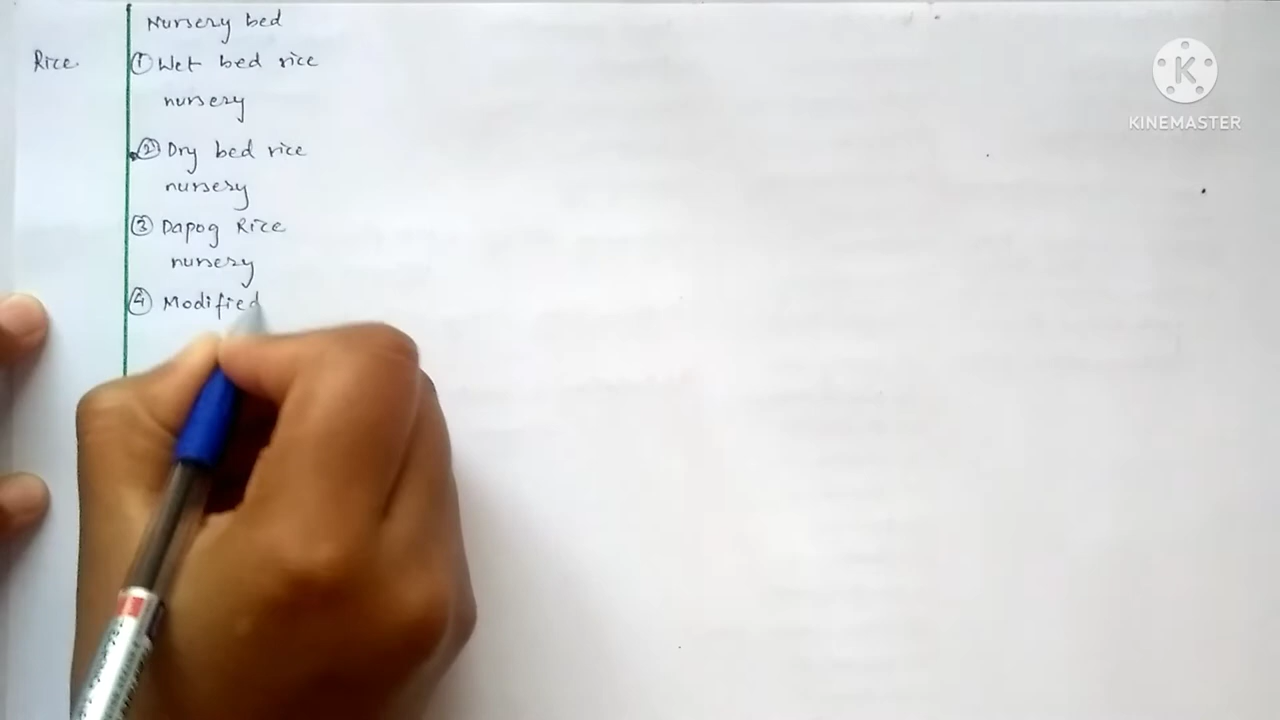 Nursery bed
Rice.
① Wet bed rice
nursery
② Dry bed rice
nursery
③ Dapog Rice
nursery
④ Modified
K
KINEMASTER